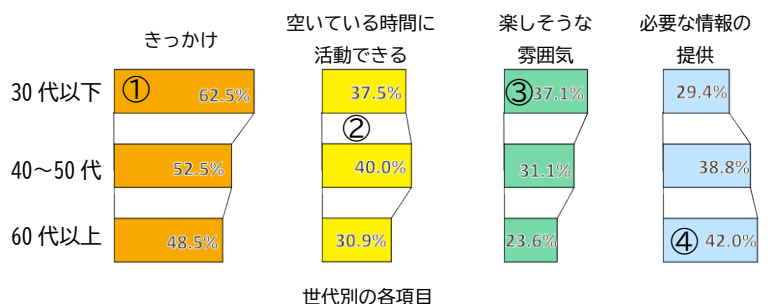 きっかけ
空いている時間に
活動できる
楽しそうな
雰囲気
必要な情報の
提供
30代以下
① 62.5%
37.5%
③ 37.1%
29.4%
②
40～50代
52.5%
40.0%
31.1%
38.8%
60代以上
48.5%
30.9%
23.6%
④ 42.0%
世代別の各項目